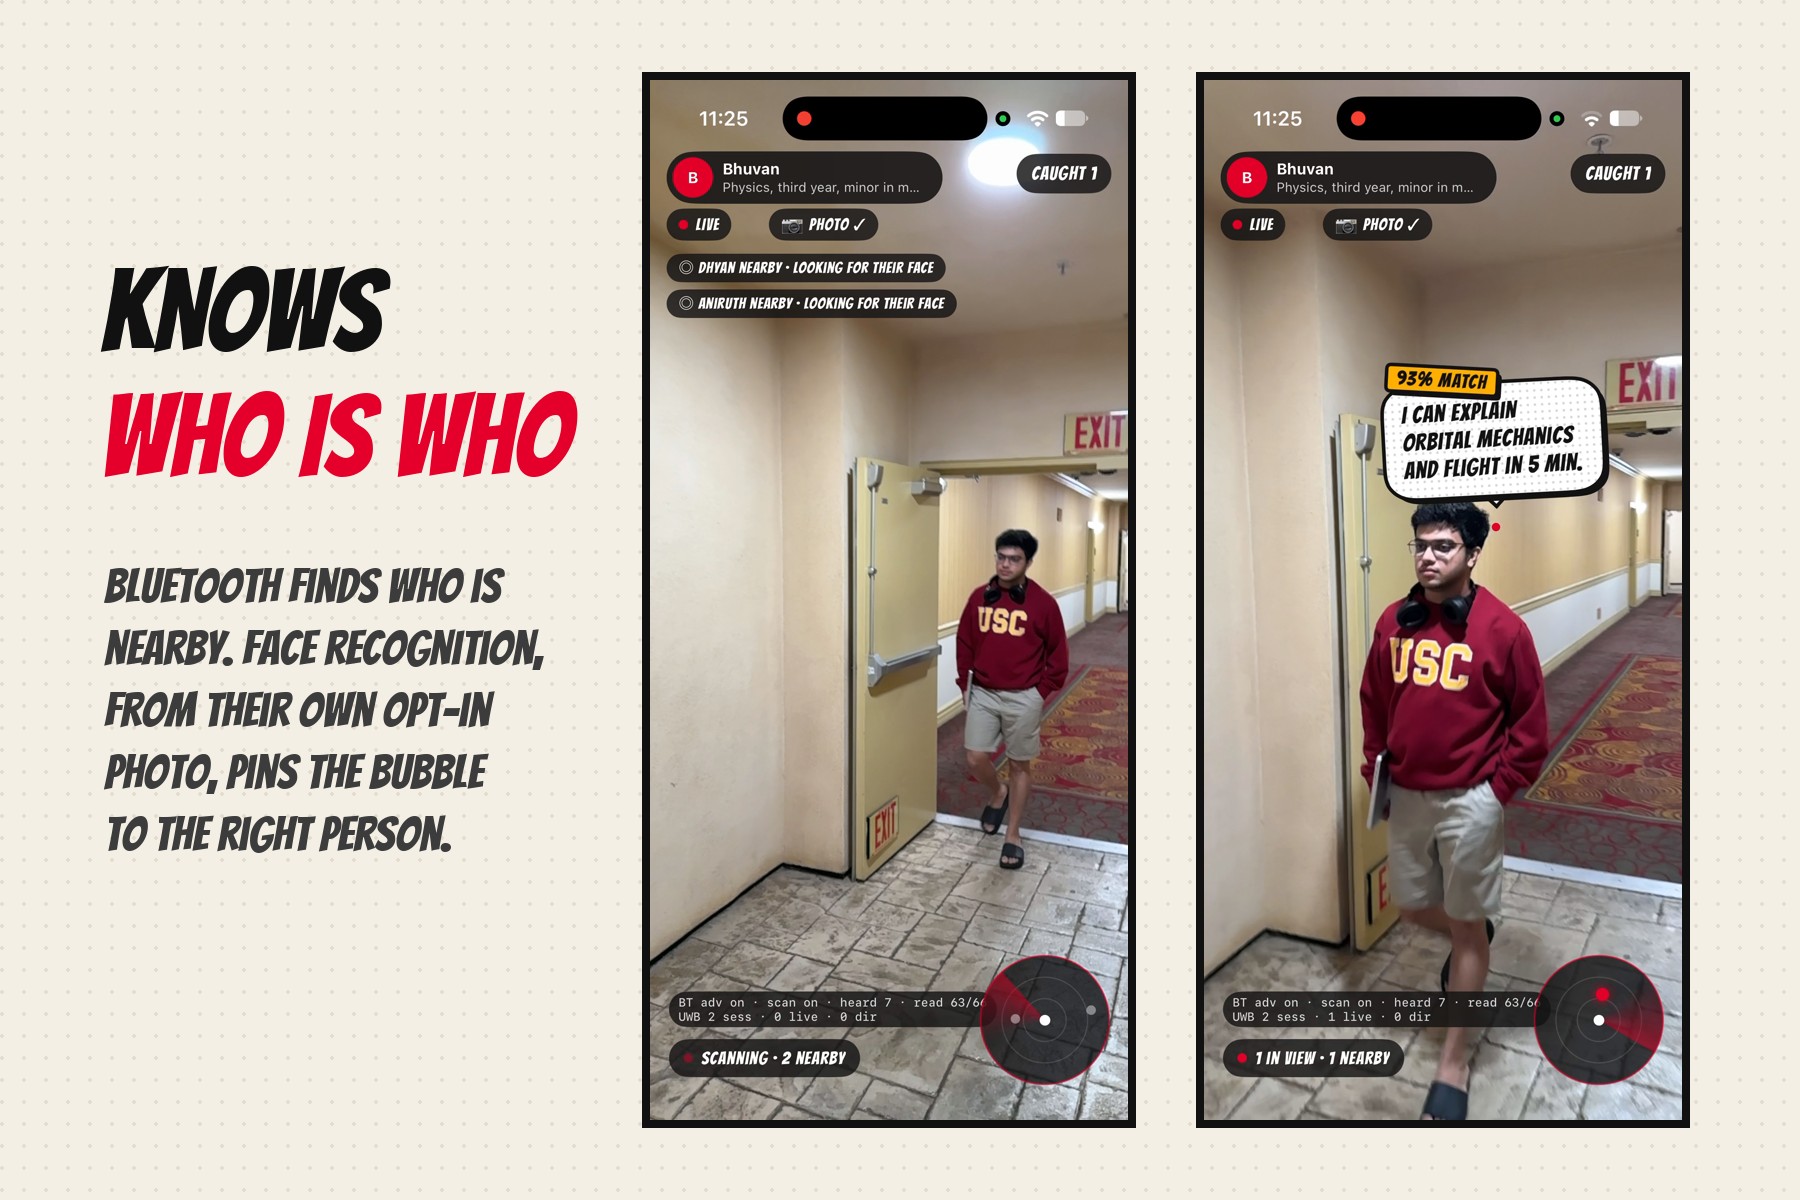 KNOWS
WHO IS WHO
BLUETOOTH FINDS WHO IS
NEARBY. FACE RECOGNITION,
FROM THEIR OWN OPT-IN
PHOTO, PINS THE BUBBLE
TO THE RIGHT PERSON.
11:25
B
Bhuvan
Physics, third year, minor in m...
CAUGHT 1
LIVE
PHOTO ✓
DHYAN NEARBY · LOOKING FOR THEIR FACE
ANIRUTH NEARBY · LOOKING FOR THEIR FACE
EXIT
USC
EXIT
BT adv on · scan on · heard 7 · read 63/66
UWB 2 sess · 0 live · 0 dir
SCANNING · 2 NEARBY
11:25
B
Bhuvan
Physics, third year, minor in m...
CAUGHT 1
LIVE
PHOTO ✓
EXIT
93% MATCH
I CAN EXPLAIN
ORBITAL MECHANICS
AND FLIGHT IN 5 MIN.
USC
E
BT adv on · scan on · heard 7 · read 63/66
UWB 2 sess · 1 live · 0 dir
1 IN VIEW · 1 NEARBY